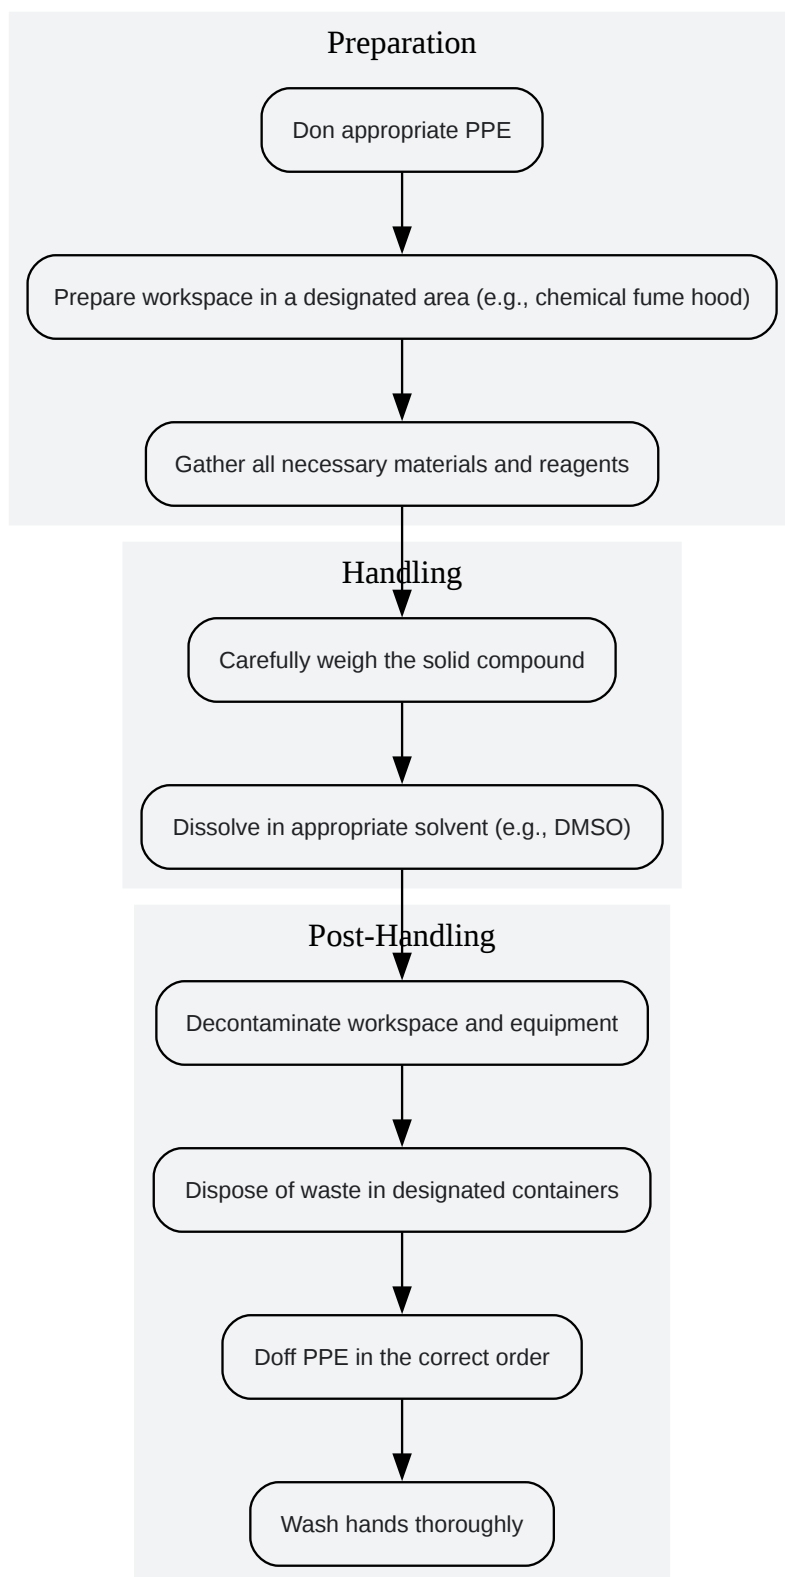 Preparation
Don appropriate PPE
Prepare workspace in a designated area (e.g., chemical fume hood)
Gather all necessary materials and reagents
Handling
Carefully weigh the solid compound
Dissolve in appropriate solvent (e.g., DMSO)
Post-Handling
Decontaminate workspace and equipment
Dispose of waste in designated containers
Doff PPE in the correct order
Wash hands thoroughly